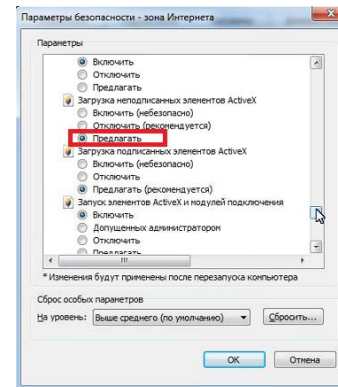 Параметры безопасности - зона Интернета
Параметры
Включить
Отключить
Предлагать
Загрузка неподписанных элементов ActiveX
Включить (небезопасно)
Отключить (рекомендуется)
Предлагать
Загрузка подписанных элементов ActiveX
Включить (небезопасно)
Отключить
Предлагать (рекомендуется)
Запуск элементов ActiveX и модулей подключения
Включить
Допущенных администратором
Отключить
Предлагать
* Изменения будут применены после перезапуска компьютера
Сброс особых параметров
На уровень: Выше среднего (по умолчанию) Сбросить...
ОК Отмена